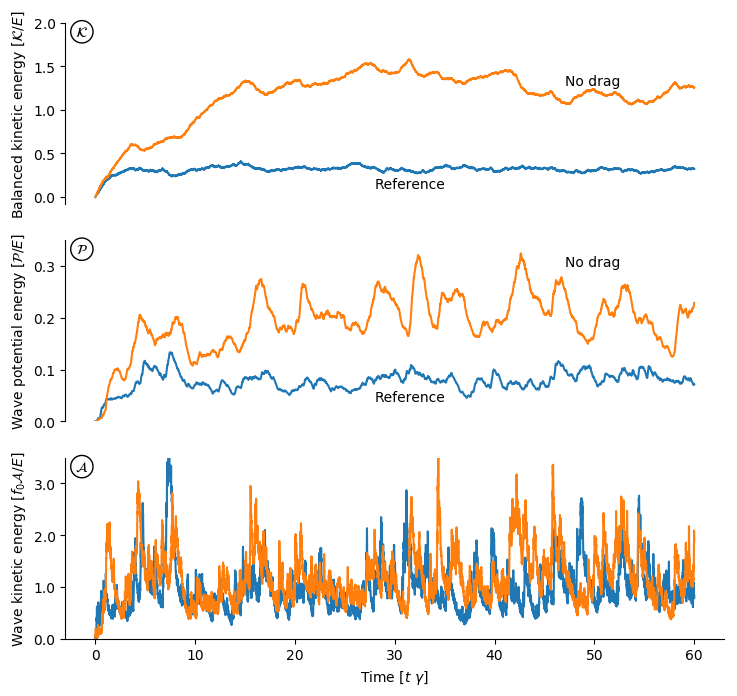 Balanced kinetic energy [𝒦/E]
2.0
1.5
1.0
0.5
0.0
𝒦
No drag
Reference
Wave potential energy [𝒫/E]
0.3
0.2
0.1
0.0
𝒫
No drag
Reference
Wave kinetic energy [f₀𝒜/E]
3.0
2.0
1.0
0.0
𝒜
0 10 20 30 40 50 60
Time [t γ]